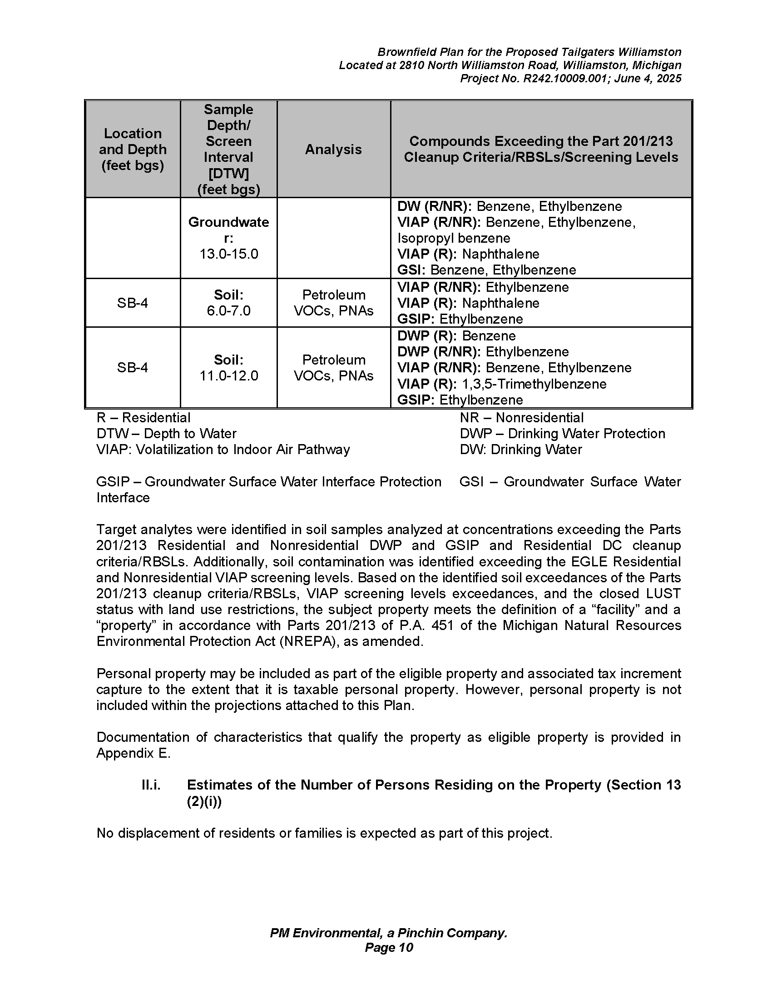 Brownfield Plan for the Proposed Tailgaters Williamston
Located at 2810 North Williamston Road, Williamston, Michigan
Project No. R242.10009.001; June 4, 2025
Location
and Depth
(feet bgs)
Sample
Depth/
Screen
Interval
[DTW]
(feet bgs)
Analysis
Compounds Exceeding the Part 201/213
Cleanup Criteria/RBSLs/Screening Levels
Groundwate
r:
13.0-15.0
DW (R/NR): Benzene, Ethylbenzene
VIAP (R/NR): Benzene, Ethylbenzene,
Isopropyl benzene
VIAP (R): Naphthalene
GSI: Benzene, Ethylbenzene
SB-4
Soil:
6.0-7.0
Petroleum
VOCs, PNAs
VIAP (R/NR): Ethylbenzene
VIAP (R): Naphthalene
GSIP: Ethylbenzene
SB-4
Soil:
11.0-12.0
Petroleum
VOCs, PNAs
DWP (R): Benzene
DWP (R/NR): Ethylbenzene
VIAP (R/NR): Benzene, Ethylbenzene
VIAP (R): 1,3,5-Trimethylbenzene
GSIP: Ethylbenzene
R – Residential NR – Nonresidential
DTW – Depth to Water DWP – Drinking Water Protection
VIAP: Volatilization to Indoor Air Pathway DW: Drinking Water
GSIP – Groundwater Surface Water Interface Protection GSI – Groundwater Surface Water
Interface
Target analytes were identified in soil samples analyzed at concentrations exceeding the Parts
201/213 Residential and Nonresidential DWP and GSIP and Residential DC cleanup
criteria/RBSLs. Additionally, soil contamination was identified exceeding the EGLE Residential
and Nonresidential VIAP screening levels. Based on the identified soil exceedances of the Parts
201/213 cleanup criteria/RBSLs, VIAP screening levels exceedances, and the closed LUST
status with land use restrictions, the subject property meets the definition of a “facility” and a
“property” in accordance with Parts 201/213 of P.A. 451 of the Michigan Natural Resources
Environmental Protection Act (NREPA), as amended.
Personal property may be included as part of the eligible property and associated tax increment
capture to the extent that it is taxable personal property. However, personal property is not
included within the projections attached to this Plan.
Documentation of characteristics that qualify the property as eligible property is provided in
Appendix E.
II.i. Estimates of the Number of Persons Residing on the Property (Section 13
(2)(i))
No displacement of residents or families is expected as part of this project.
PM Environmental, a Pinchin Company.
Page 10